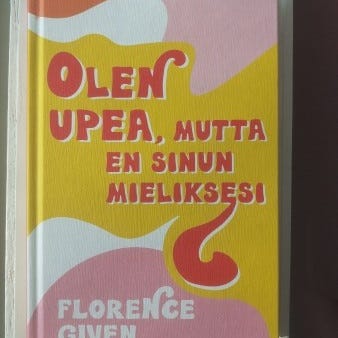 OLEN
UPEA, MUTTA
EN SINUN
MIELIKSESI
FLORENCE
GIVEN